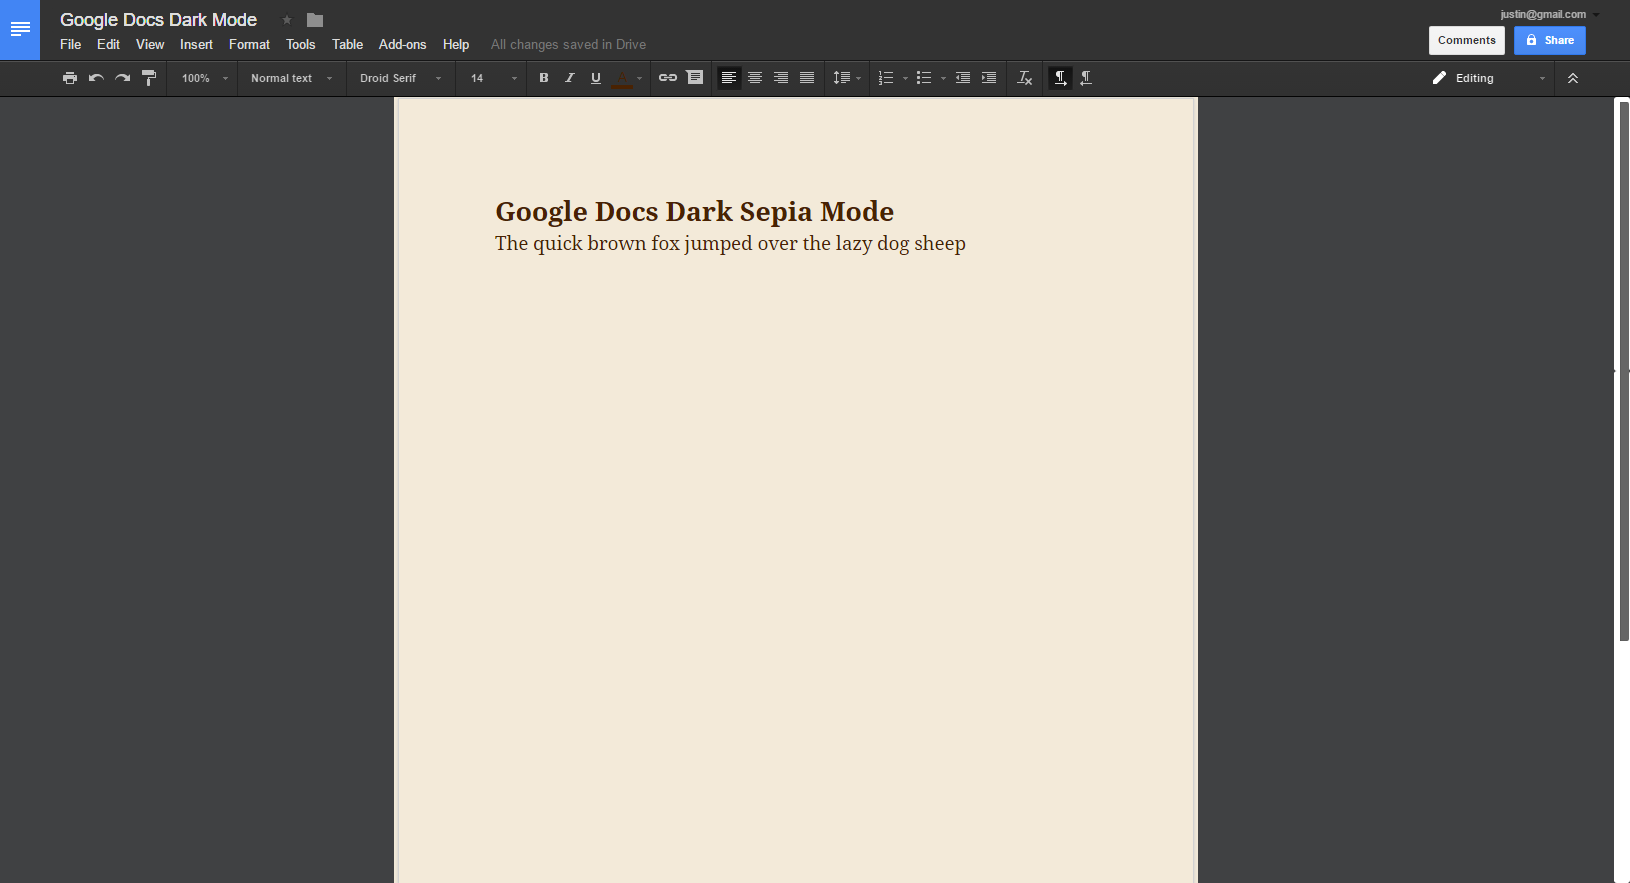 Google Docs Dark Mode
justin@gmail.com
File Edit View Insert Format Tools Table Add-ons Help All changes saved in Drive
Comments Share
100% Normal text Droid Serif 14 B I U A Editing
Google Docs Dark Sepia Mode
The quick brown fox jumped over the lazy dog sheep